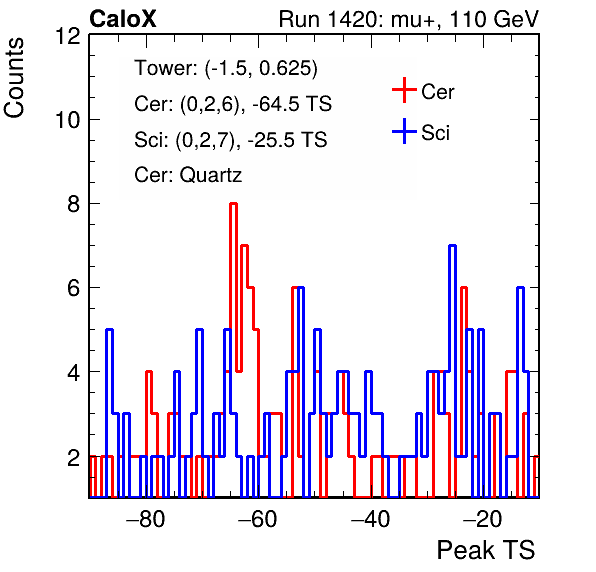 CaloX Run 1420: mu+, 110 GeV
Counts
12
10
8
6
4
2
Tower: (-1.5, 0.625)
Cer: (0,2,6), -64.5 TS
Sci: (0,2,7), -25.5 TS
Cer: Quartz
Cer
Sci
−80 −60 −40 −20
Peak TS